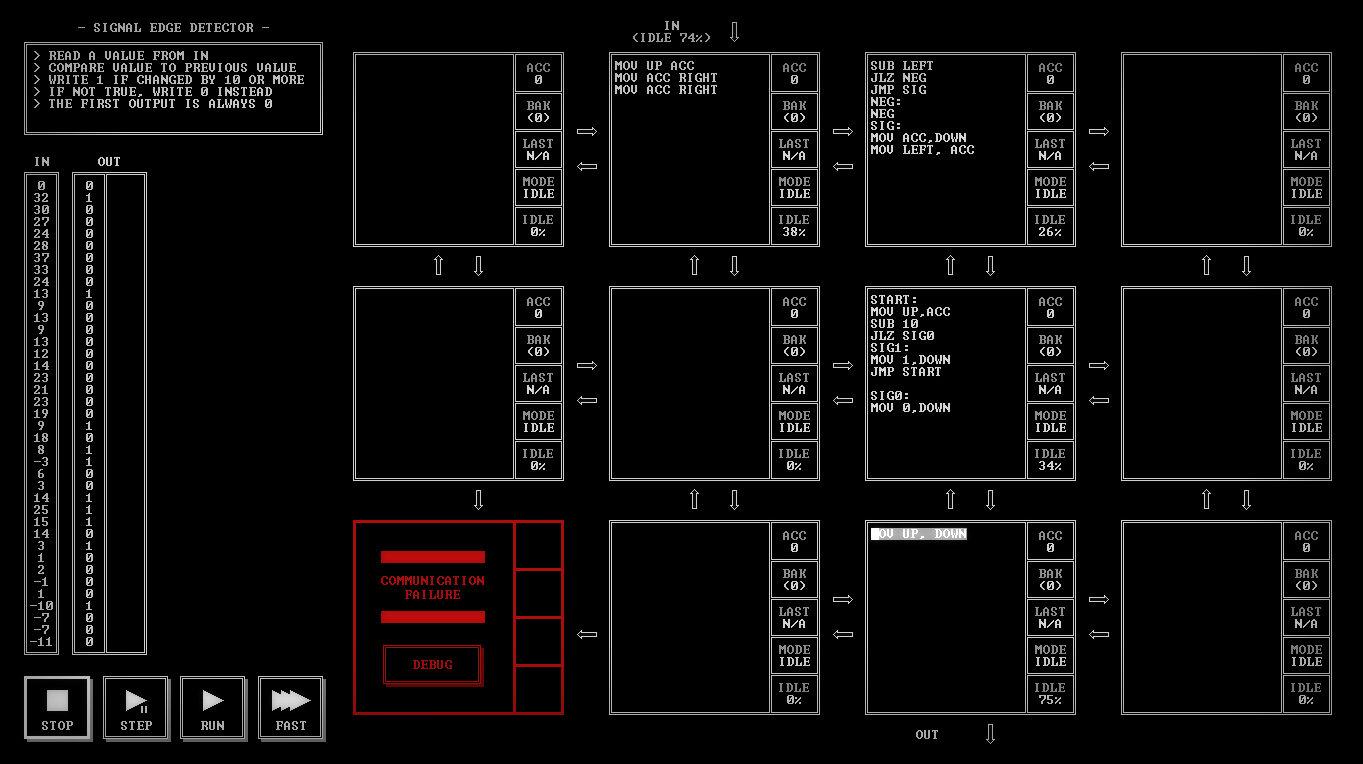 - SIGNAL EDGE DETECTOR -
> READ A VALUE FROM IN
> COMPARE VALUE TO PREVIOUS VALUE
> WRITE 1 IF CHANGED BY 10 OR MORE
> IF NOT TRUE, WRITE 0 INSTEAD
> THE FIRST OUTPUT IS ALWAYS 0
IN OUT
0 0
32 1
30 0
27 0
24 0
28 0
37 0
33 0
24 0
13 1
9 0
13 0
9 0
13 0
12 0
14 0
23 0
21 0
23 0
19 0
9 1
18 0
8 1
-3 1
6 0
3 0
14 1
25 1
15 1
14 0
3 1
1 0
2 0
-1 0
1 0
-10 1
-7 0
-7 0
-11 0
STOP
STEP
RUN
FAST
IN
(IDLE 74%)
ACC
0
BAK
(0)
LAST
N/A
MODE
IDLE
IDLE
0%
MOV UP ACC
MOV ACC RIGHT
MOV ACC RIGHT
ACC
0
BAK
(0)
LAST
N/A
MODE
IDLE
IDLE
38%
SUB LEFT
JLZ NEG
JMP SIG
NEG:
NEG
SIG:
MOV ACC,DOWN
MOV LEFT, ACC
ACC
0
BAK
(0)
LAST
N/A
MODE
IDLE
IDLE
26%
ACC
0
BAK
(0)
LAST
N/A
MODE
IDLE
IDLE
0%
ACC
0
BAK
(0)
LAST
N/A
MODE
IDLE
IDLE
0%
ACC
0
BAK
(0)
LAST
N/A
MODE
IDLE
IDLE
0%
START:
MOV UP,ACC
SUB 10
JLZ SIG0
SIG1:
MOV 1,DOWN
JMP START
SIG0:
MOV 0,DOWN
ACC
0
BAK
(0)
LAST
N/A
MODE
IDLE
IDLE
34%
ACC
0
BAK
(0)
LAST
N/A
MODE
IDLE
IDLE
0%
COMMUNICATION
FAILURE
DEBUG
ACC
0
BAK
(0)
LAST
N/A
MODE
IDLE
IDLE
0%
MOV UP, DOWN
ACC
0
BAK
(0)
LAST
N/A
MODE
IDLE
IDLE
75%
ACC
0
BAK
(0)
LAST
N/A
MODE
IDLE
IDLE
0%
OUT